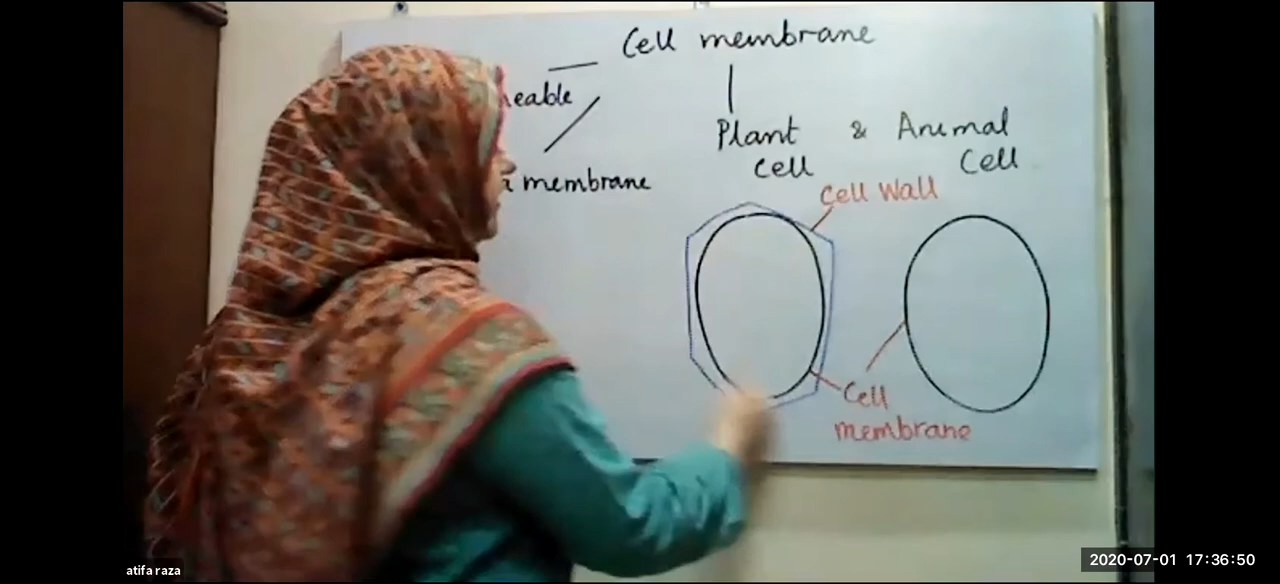 Cell membrane
Plant & Animal
Cell Cell
membrane
Cell Wall
Cell
membrane
atifa raza
2020-07-01 17:36:50